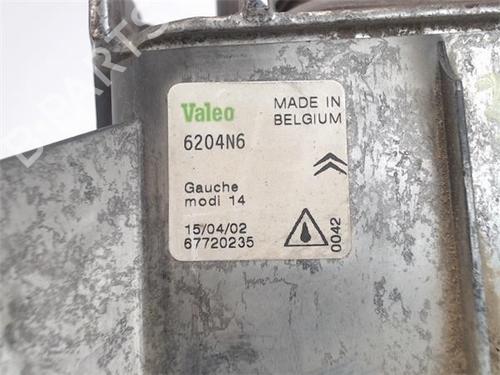 Valeo
MADE IN
BELGIUM
6204N6
Gauche
modi 14
15/04/02
67720235
0042